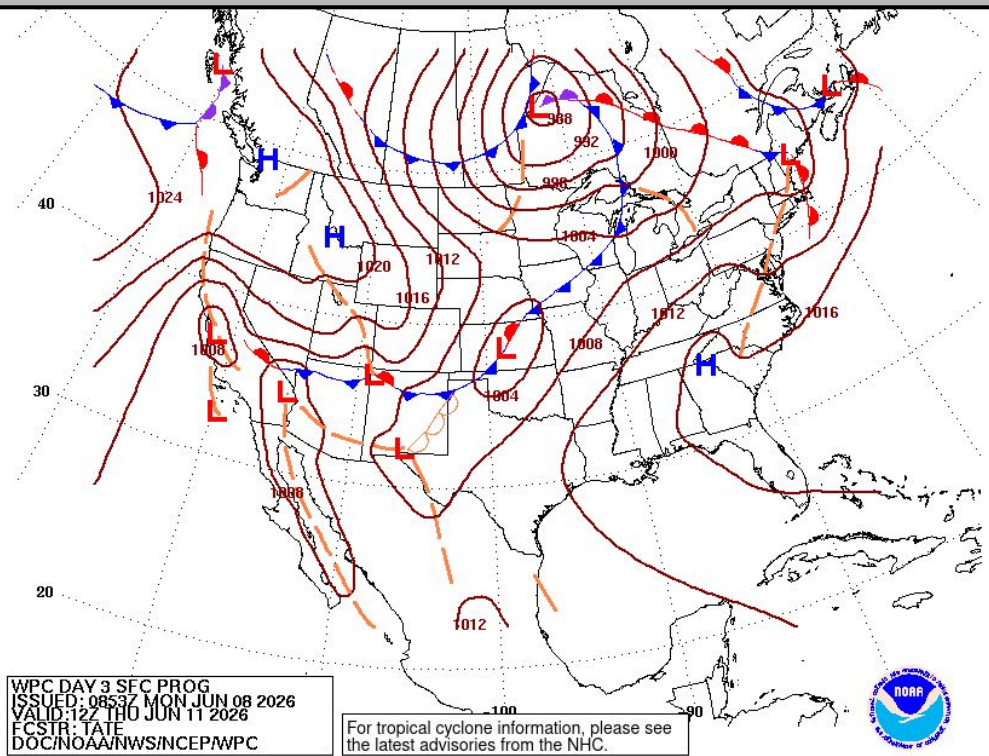 L
L
988
992
1000
L
H
996
1024
40
H
1004
1020
1012
1016
1012
1016
L
1008
L
1008
L
H
30
L
L
1004
L
L
1008
20
1012
WPC DAY 3 SEC PROG
ISSUED: 0853Z MON JUN 08 2026
VALID:12Z THU JUN 11 2026
FCSTR: TATE
DOC/NOAA/NWS/NCEP/WPC
-100
-90
For tropical cyclone information, please see
the latest advisories from the NHC.
NOAA